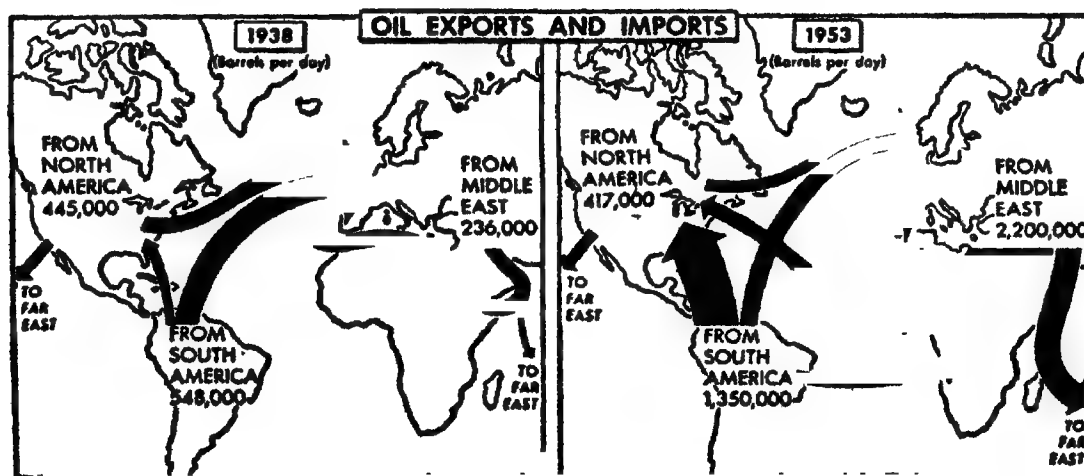 OIL EXPORTS AND IMPORTS
1938
(Barrels per day)
FROM
NORTH
AMERICA
445,000
FROM
MIDDLE
EAST
236,000
TO
FAR
EAST
FROM
SOUTH
AMERICA
548,000
TO
FAR
EAST
1953
(Barrels per day)
FROM
NORTH
AMERICA
417,000
FROM
MIDDLE
EAST
2,200,000
TO
FAR
EAST
FROM
SOUTH
AMERICA
1,350,000
TO
FAR
EAST